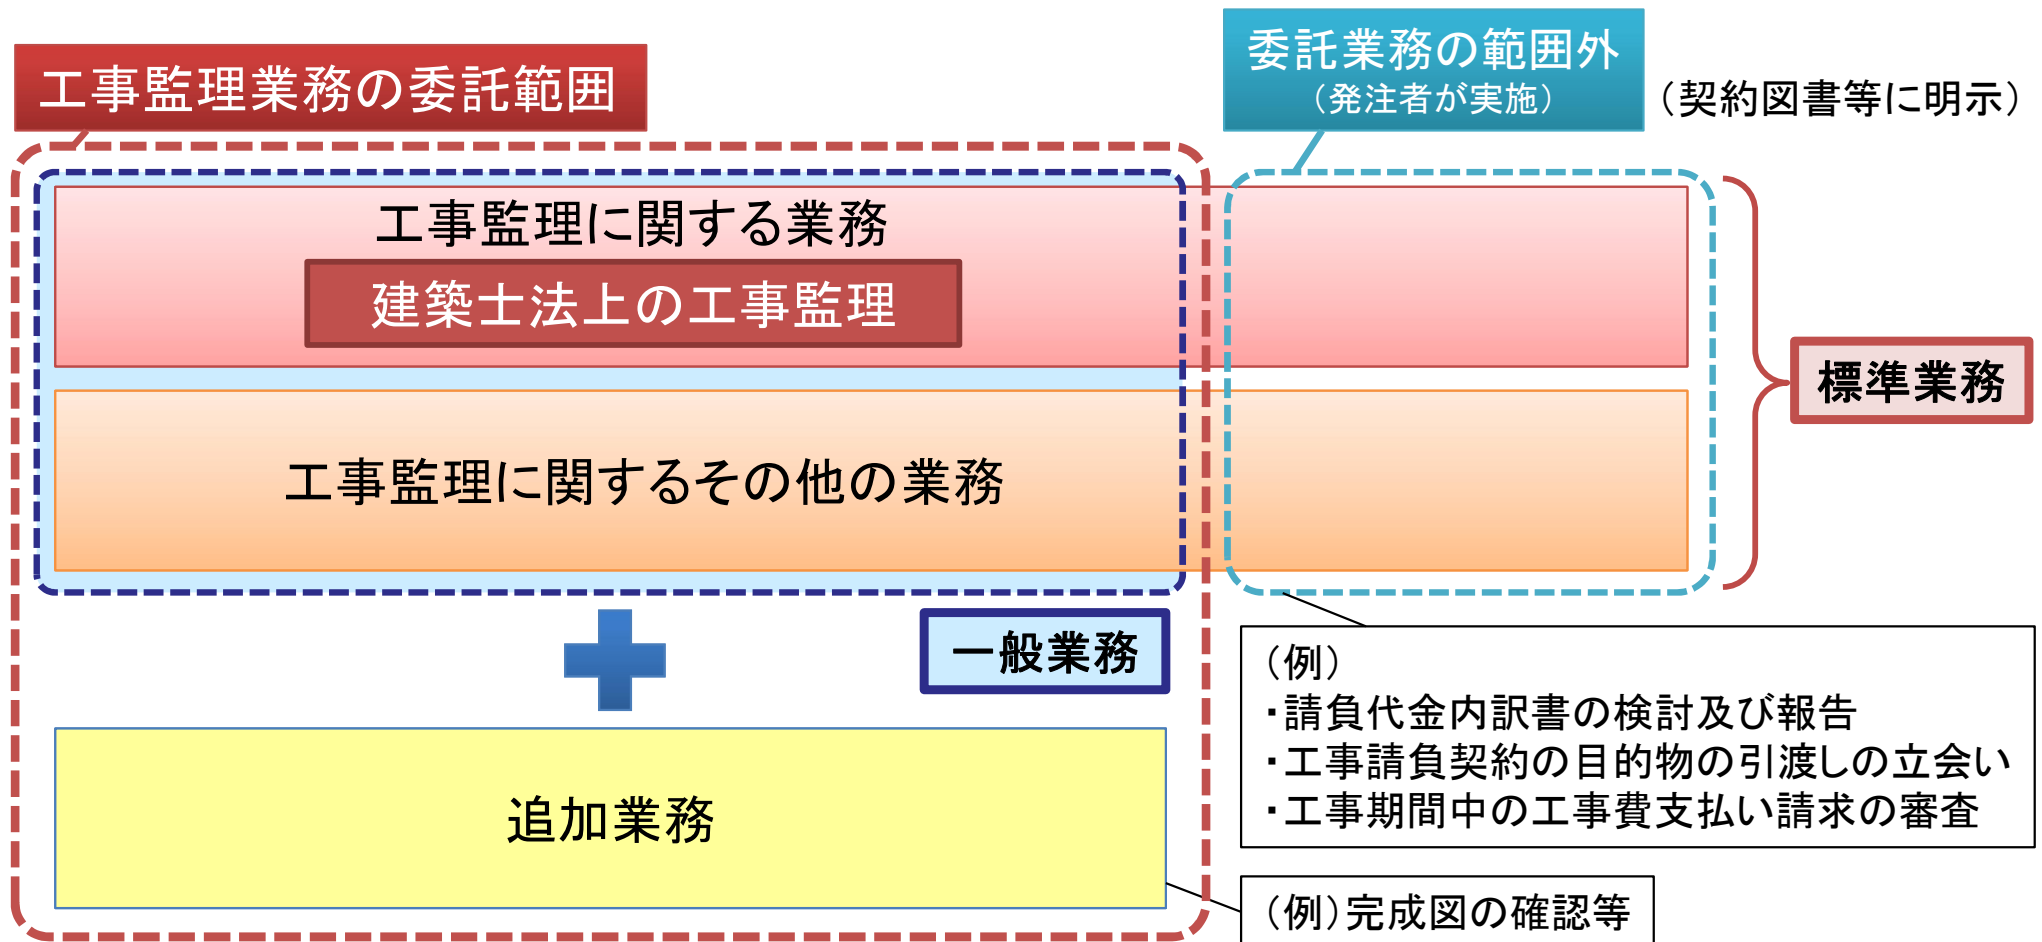 工事監理業務の委託範囲
委託業務の範囲外
（発注者が実施）
（契約図書等に明示）
工事監理に関する業務
建築士法上の工事監理
標準業務
工事監理に関するその他の業務
一般業務
（例）
・請負代金内訳書の検討及び報告
・工事請負契約の目的物の引渡しの立会い
・工事期間中の工事費支払い請求の審査
追加業務
（例）完成図の確認等